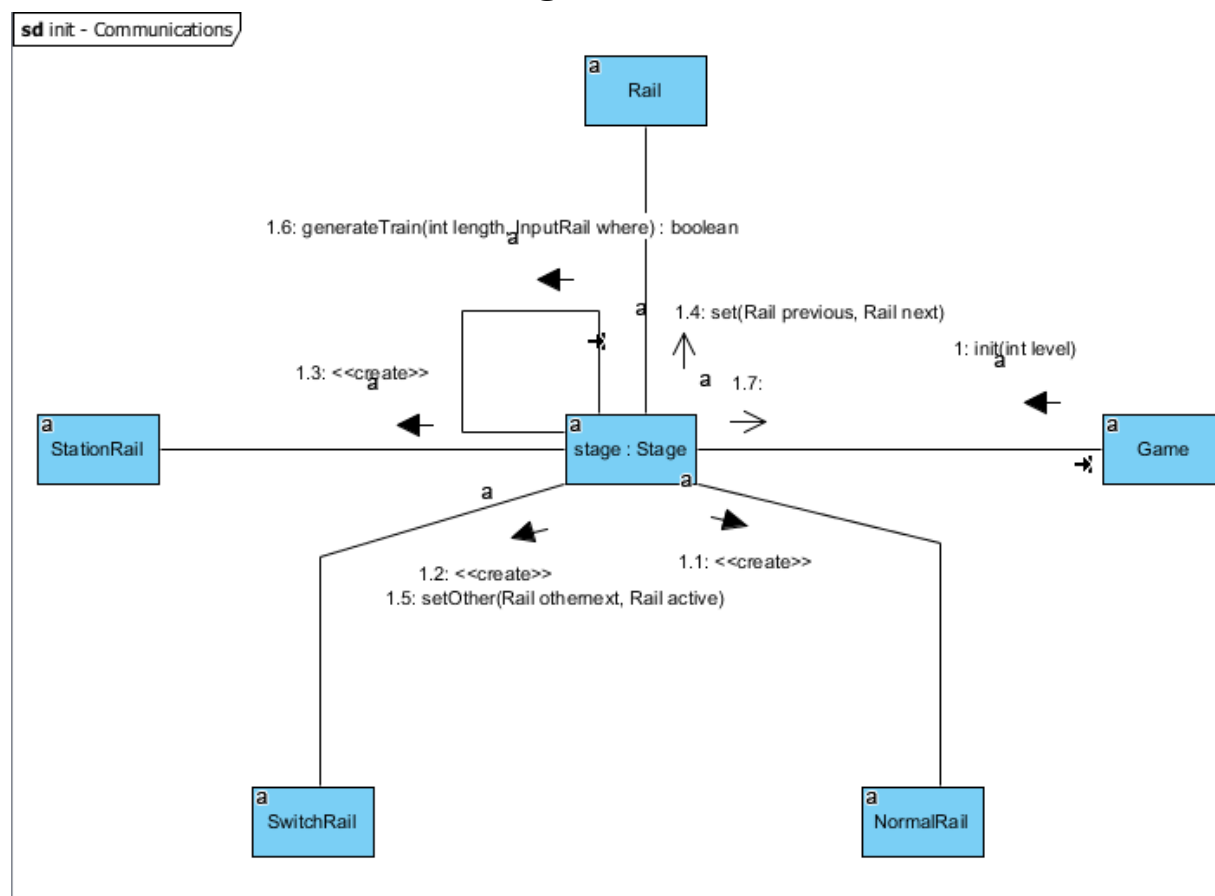 sd init - Communications
a
Rail
1.6: generateTrain(int length, InputRail where) : boolean
a
a
1.4: set(Rail previous, Rail next)
1: init(int level)
a
1.3: <<create>>
a
a
1.7:
a
StationRail
a
stage : Stage
a
Game
a
a
1.2: <<create>>
1.1: <<create>>
1.5: setOther(Rail othernext, Rail active)
a
SwitchRail
a
NormalRail